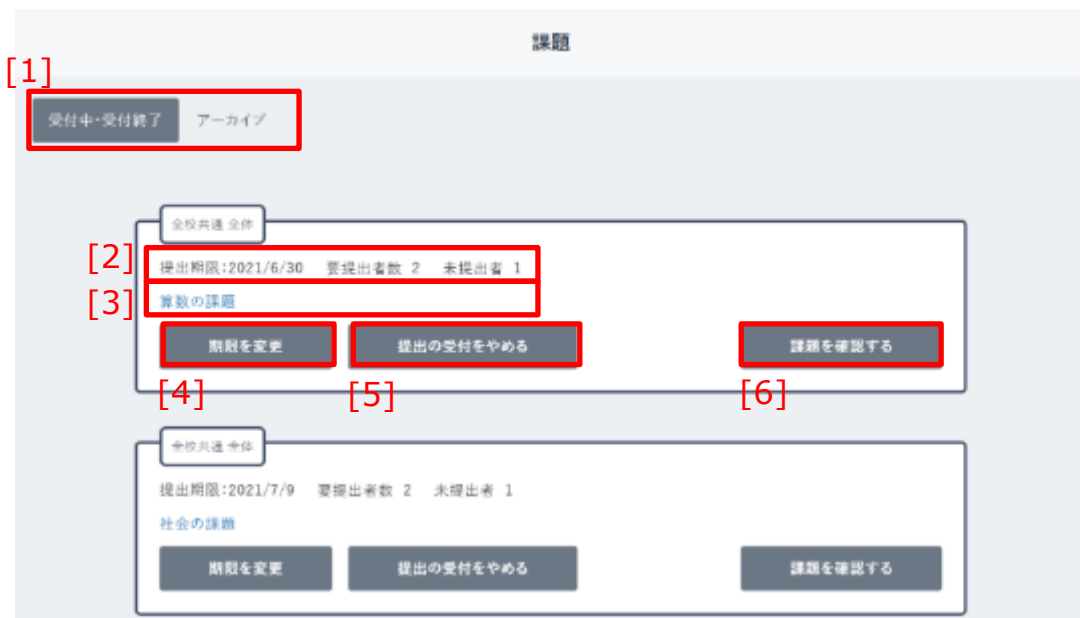 課題
[1]
受付中・受付終了 アーカイブ
全校共通 全体
[2]
提出期限:2021/6/30 要提出者数 2 未提出者 1
[3]
算数の課題
期限を変更 提出の受付をやめる 課題を確認する
[4] [5] [6]
全校共通 全体
提出期限:2021/7/9 要提出者数 2 未提出者 1
社会の課題
期限を変更 提出の受付をやめる 課題を確認する